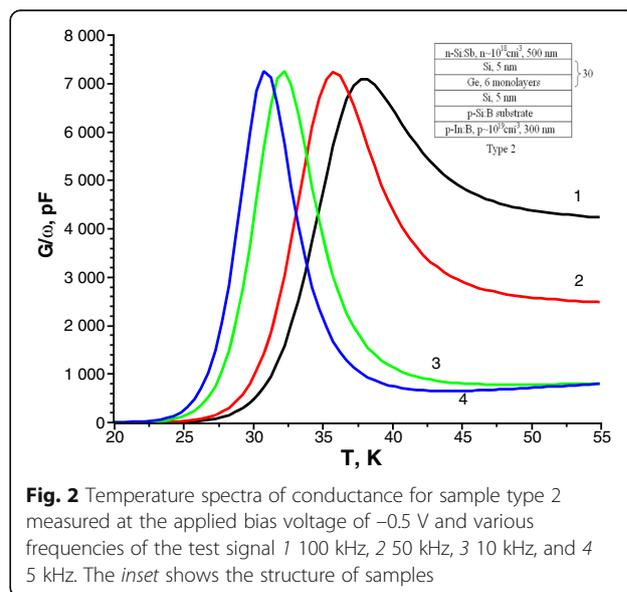 8 000
7 000
6 000
5 000
4 000
3 000
2 000
1 000
0
G/ω, pF
n-Si:Sb, n~10¹⁸cm⁻³, 500 nm
Si, 5 nm
Ge, 6 monolayers
30
Si, 5 nm
p-Si:B substrate
p-In:B, p~10¹⁹cm⁻³, 300 nm
Type 2
1
2
3
4
20 25 30 35 40 45 50 55
T, K
Fig. 2 Temperature spectra of conductance for sample type 2
measured at the applied bias voltage of –0.5 V and various
frequencies of the test signal 1 100 kHz, 2 50 kHz, 3 10 kHz, and 4
5 kHz. The inset shows the structure of samples